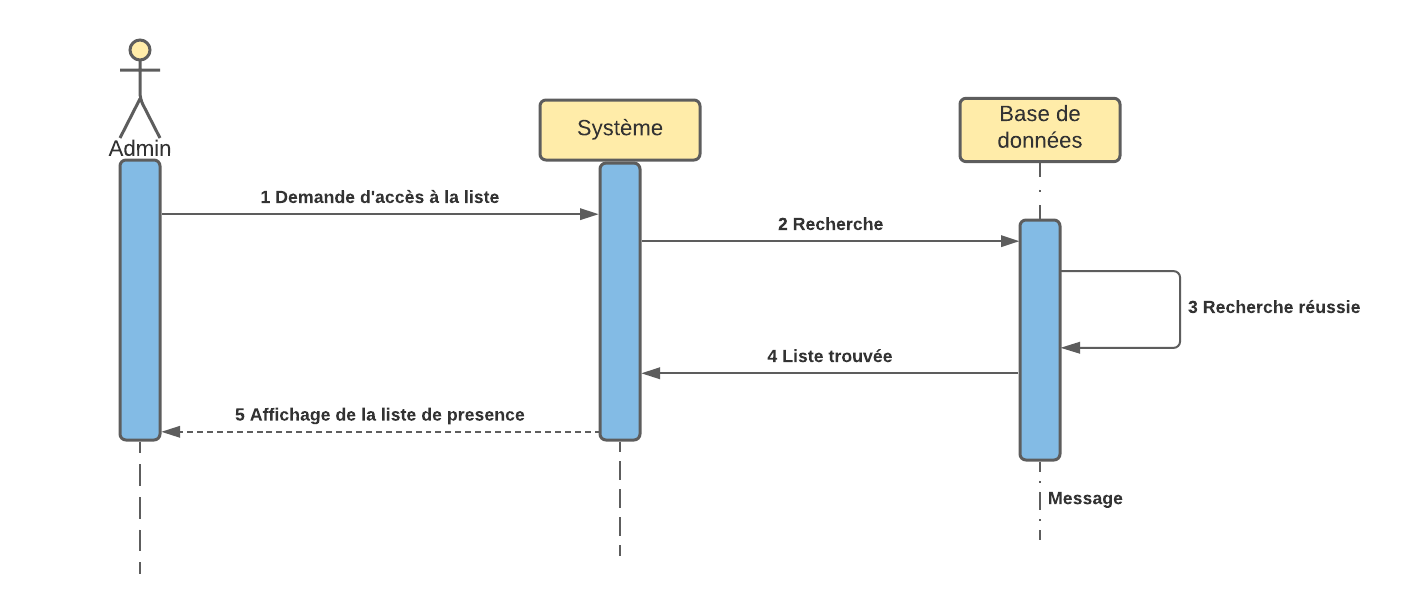 Admin
Système
Base de
données
1 Demande d'accès à la liste
2 Recherche
3 Recherche réussie
4 Liste trouvée
5 Affichage de la liste de presence
Message